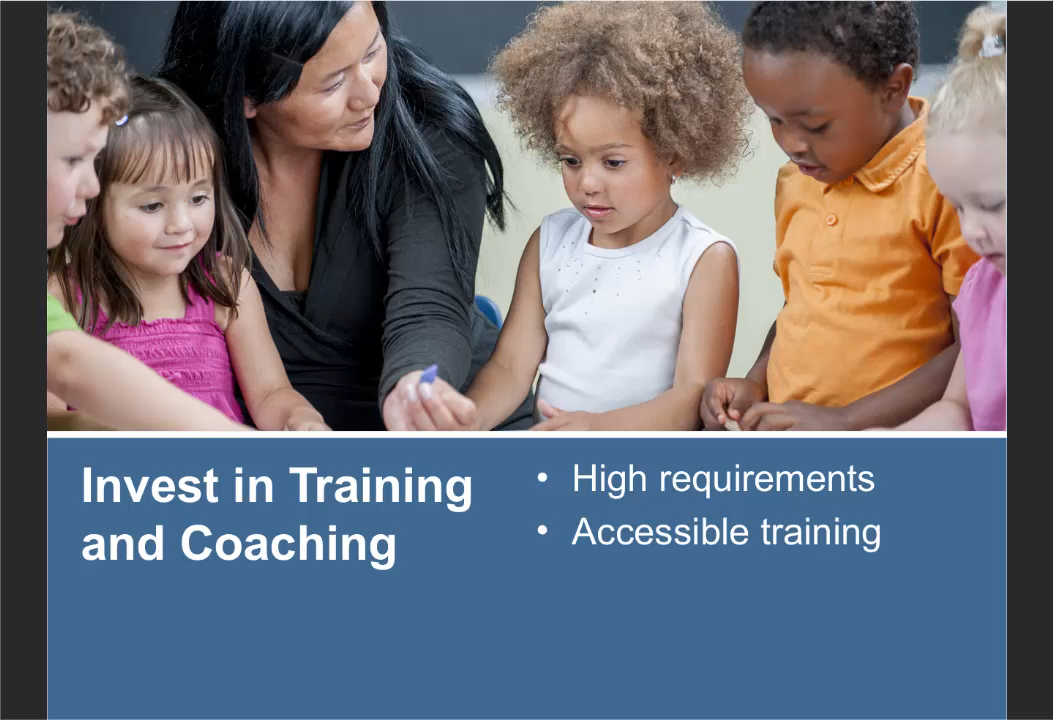 Invest in Training
and Coaching
• High requirements
• Accessible training